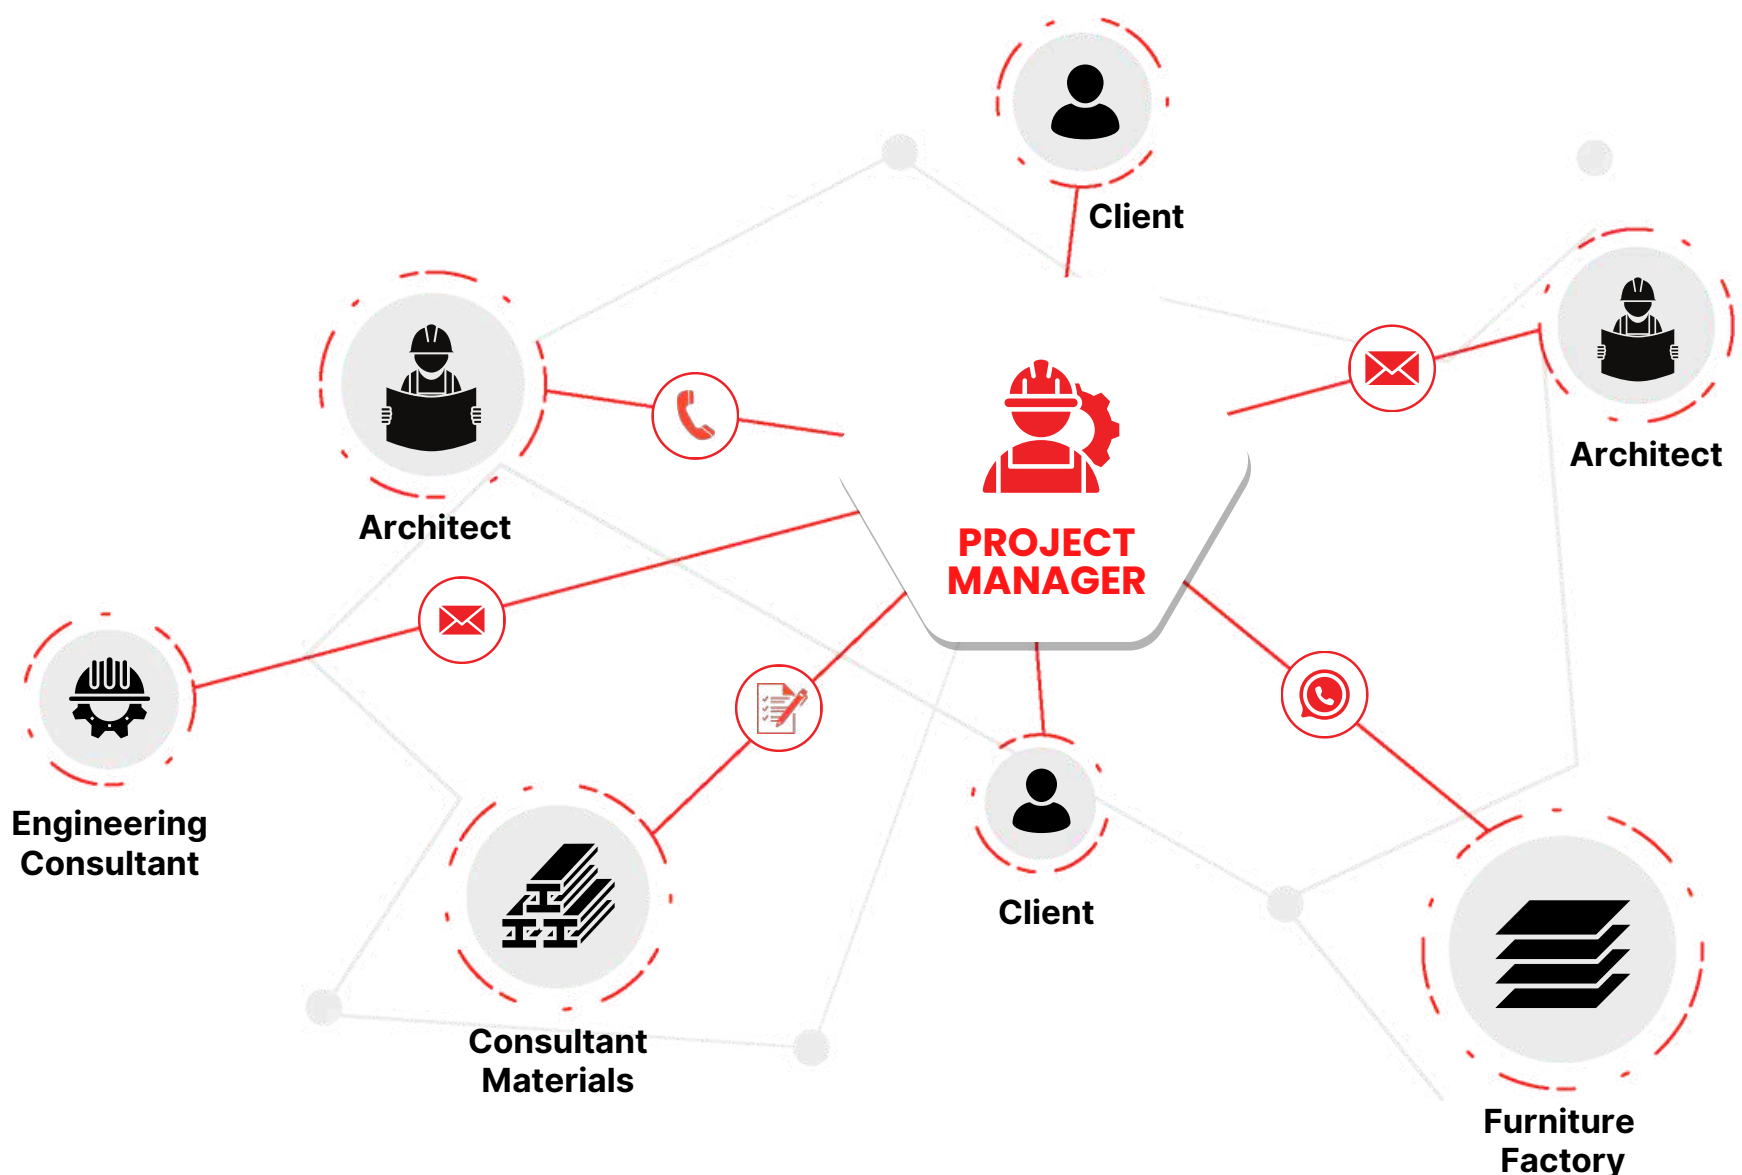 Client
Architect
Architect
PROJECT
MANAGER
Engineering
Consultant
Client
Consultant
Materials
Furniture
Factory